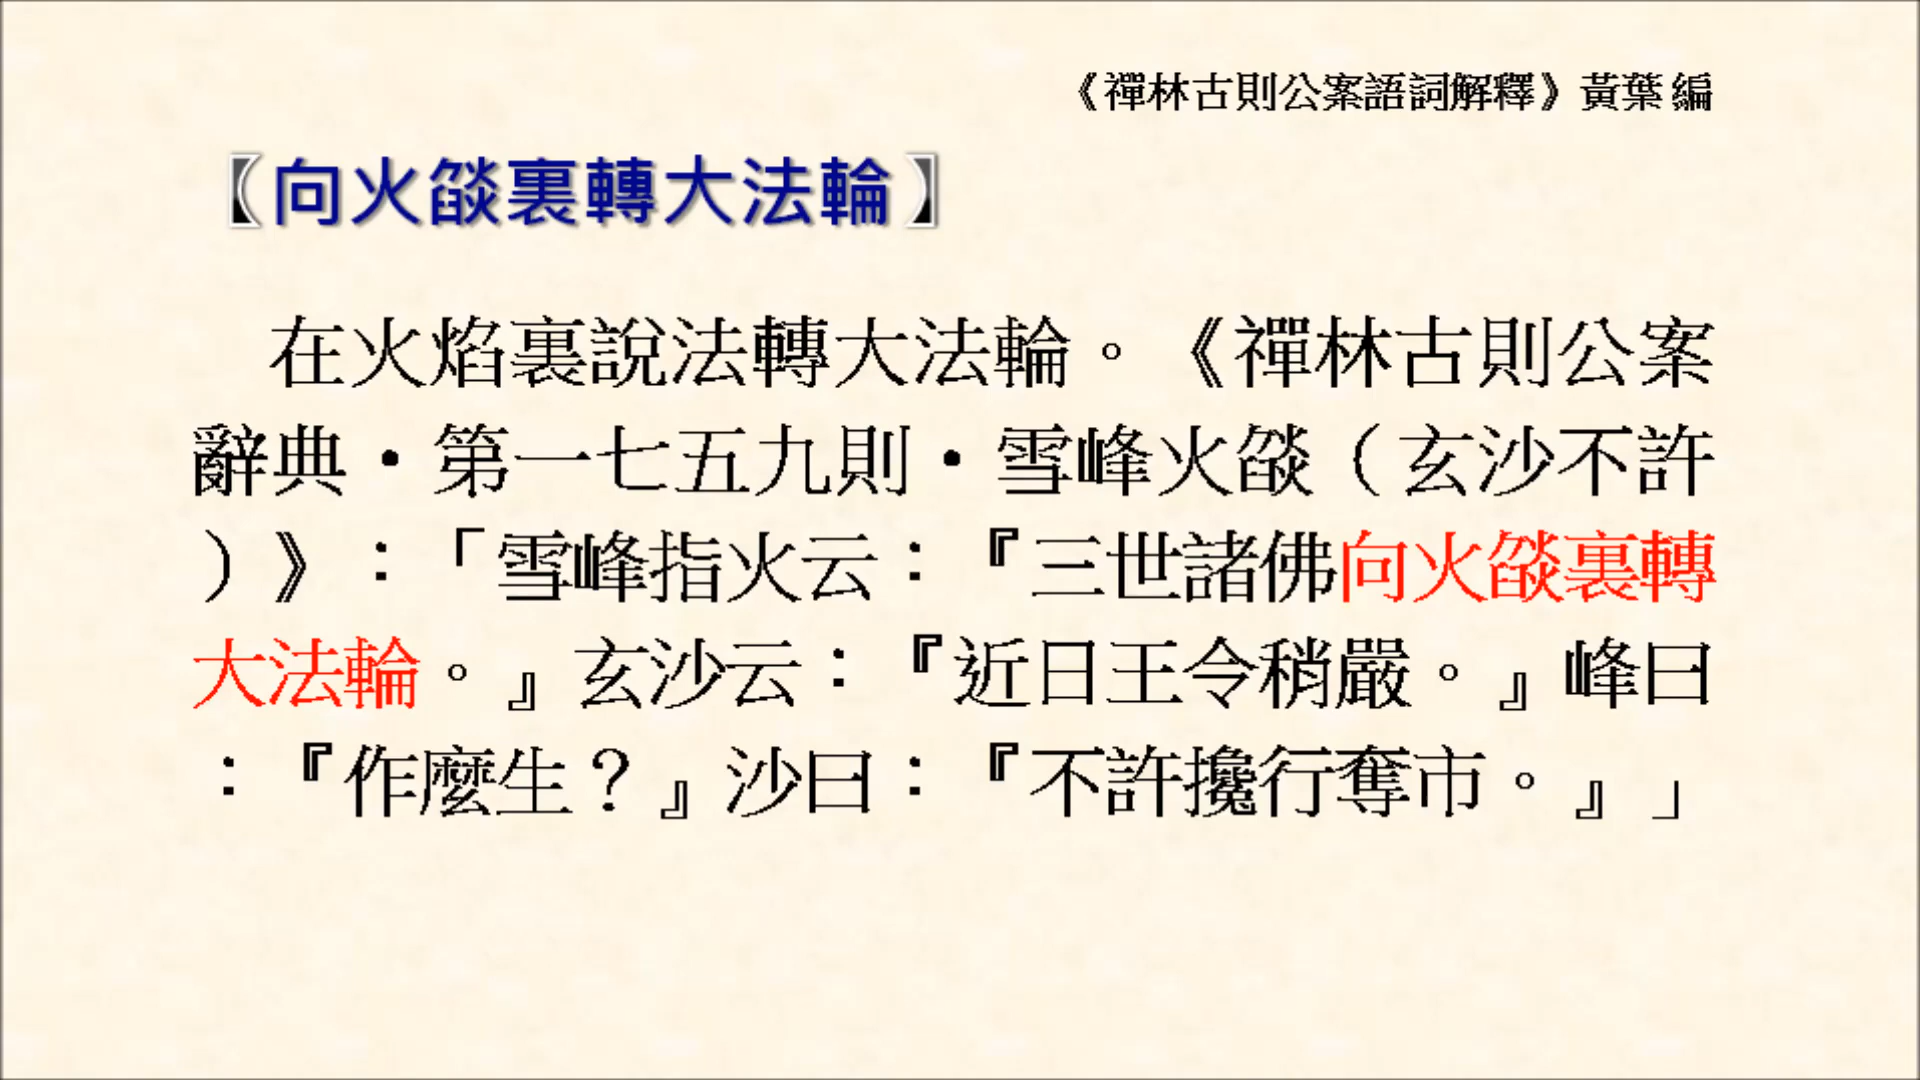 《禪林古則公案語詞解釋》黃葉 編
【向火燄裏轉大法輪】
在火焰裏說法轉大法輪。《禪林古則公案
辭典・第一七五九則・雪峰火燄（玄沙不許
）》：「雪峰指火云：『三世諸佛向火燄裏轉
大法輪。』玄沙云：『近日王令稍嚴。』峰曰
：『作麼生？』沙曰：『不許攙行奪市。』」